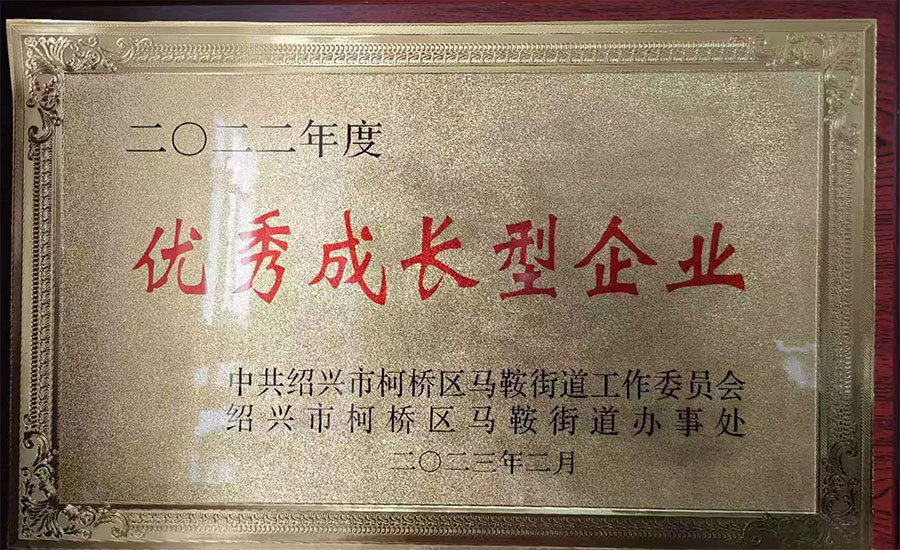 二〇二二年度
优秀成长型企业
中共绍兴市柯桥区马鞍街道工作委员会
绍兴市柯桥区马鞍街道办事处
二〇二三年二月